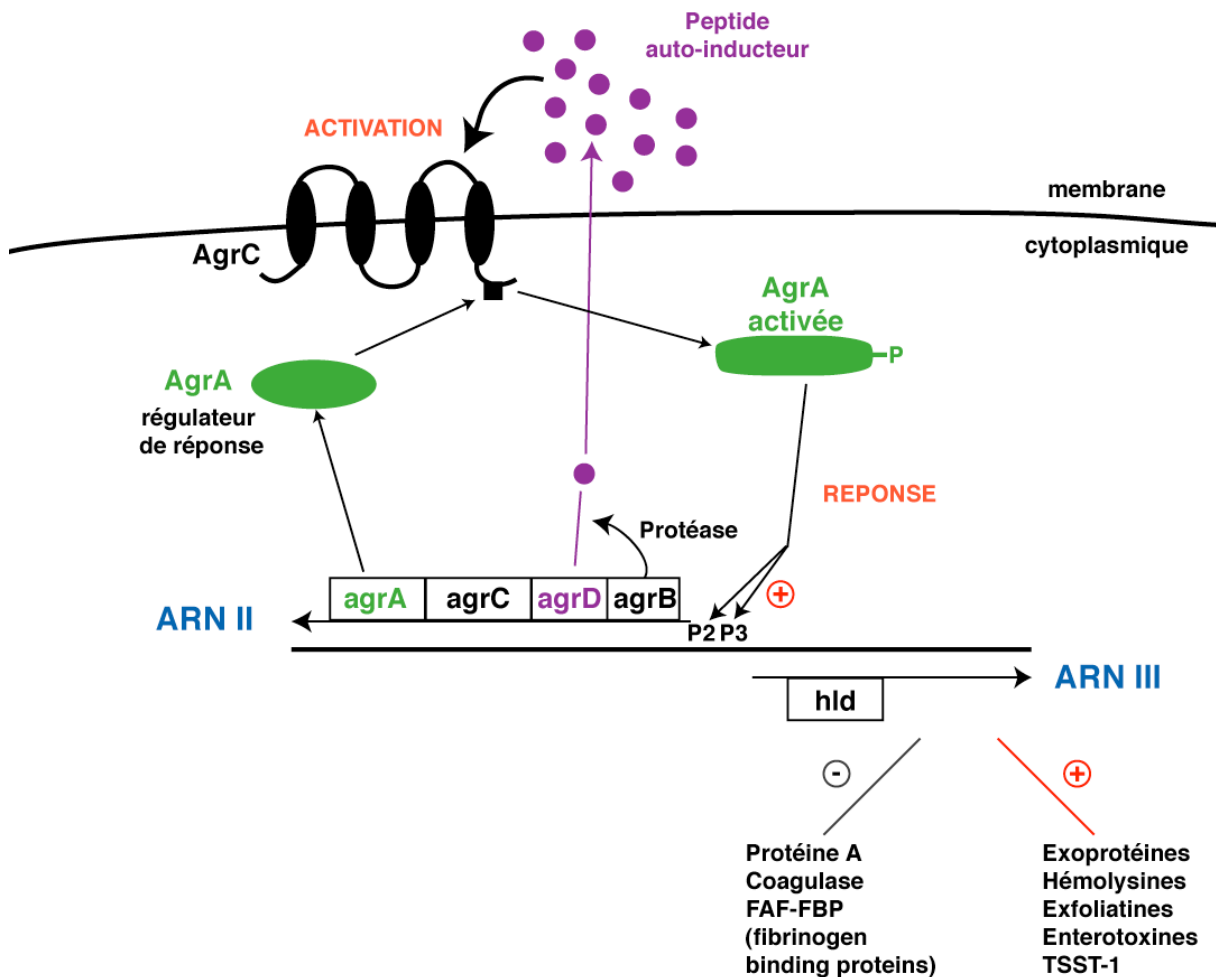 Peptide
auto-inducteur
ACTIVATION
membrane
cytoplasmique
AgrC
AgrA
activée
P
AgrA
régulateur
de réponse
REPONSE
Protéase
agrA agrC agrD agrB
ARN II
P2 P3
+
hld
ARN III
-
+
Protéine A
Coagulase
FAF-FBP
(fibrinogen
binding proteins)
Exoprotéines
Hémolysines
Exfoliatines
Enterotoxines
TSST-1